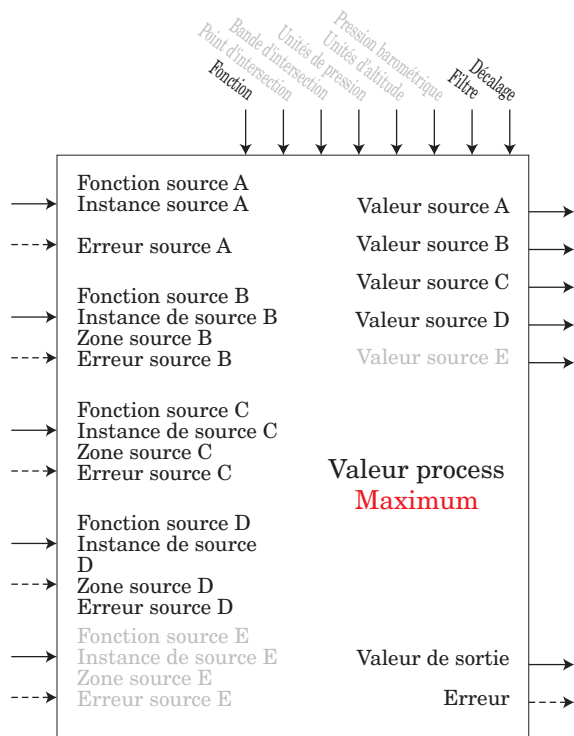 Fonction
Point d'intersection
Bande d'intersection
Unités de pression
Unités d'altitude
Pression barométrique
Filtre
Décalage
Fonction source A
Instance source A
Erreur source A
Fonction source B
Instance de source B
Zone source B
Erreur source B
Fonction source C
Instance de source C
Zone source C
Erreur source C
Fonction source D
Instance de source
D
Zone source D
Erreur source D
Fonction source E
Instance de source E
Zone source E
Erreur source E
Valeur source A
Valeur source B
Valeur source C
Valeur source D
Valeur source E
Valeur process
Maximum
Valeur de sortie
Erreur